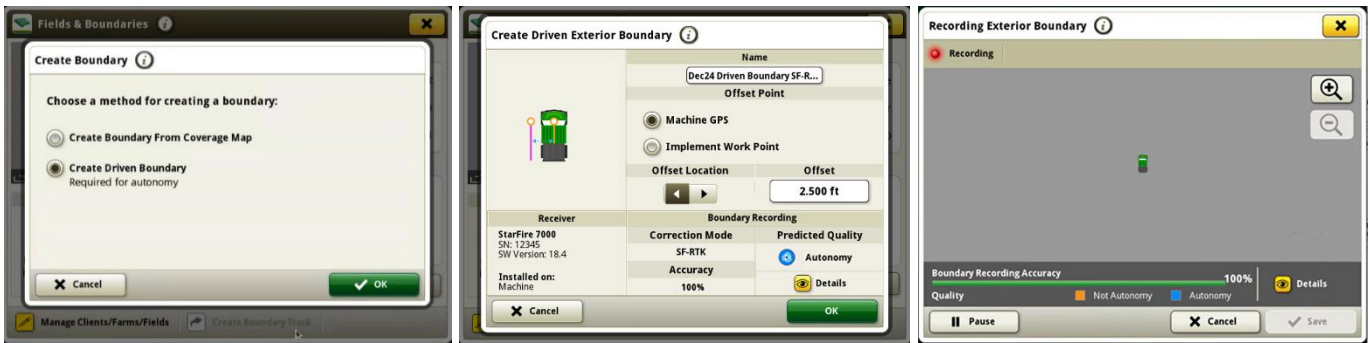 Fields & Boundaries
Create Boundary
Choose a method for creating a boundary:
Create Boundary From Coverage Map
Create Driven Boundary
Required for autonomy
Cancel
OK
Manage Clients/Farms/Fields
Create Boundary Track
Create Driven Exterior Boundary
Name
Dec24 Driven Boundary SF-R...
Offset Point
Machine GPS
Implement Work Point
Offset Location
Offset
2.500 ft
Receiver
StarFire 7000
SN: 12345
SW Version: 18.4
Installed on:
Machine
Boundary Recording
Correction Mode
SF-RTK
Accuracy
100%
Predicted Quality
Autonomy
Details
Cancel
OK
Recording Exterior Boundary
Recording
Boundary Recording Accuracy
100%
Quality
Not Autonomy
Autonomy
Details
Pause
Cancel
Save